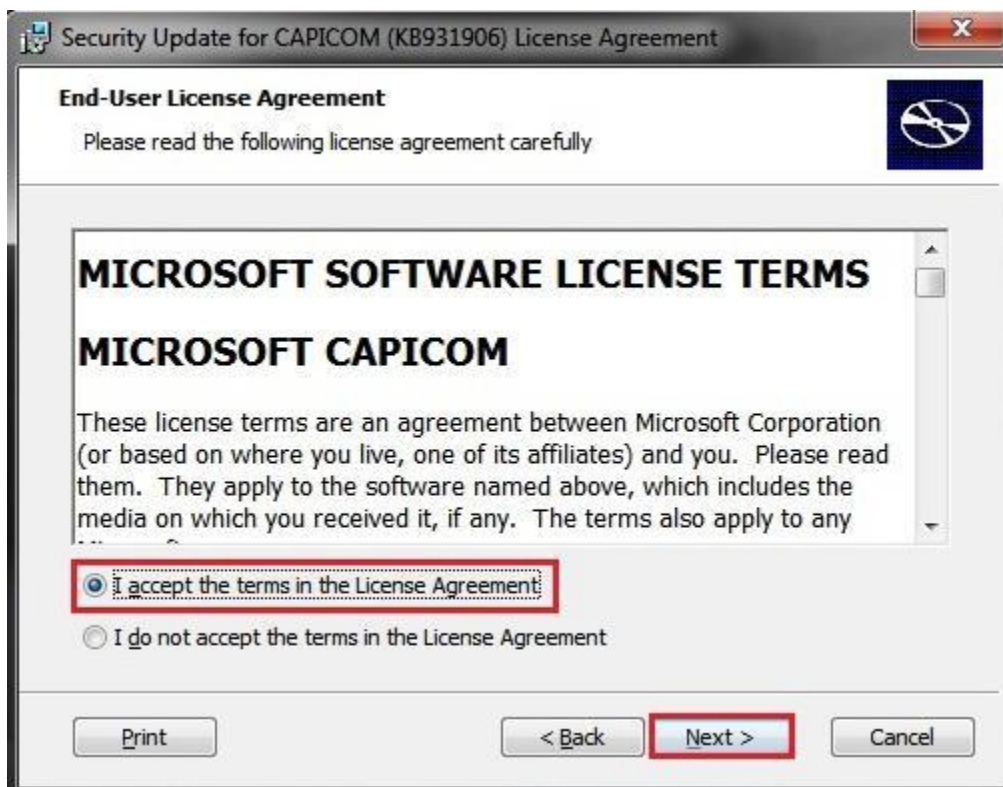 Security Update for CAPICOM (KB931906) License Agreement
End-User License Agreement
Please read the following license agreement carefully
MICROSOFT SOFTWARE LICENSE TERMS
MICROSOFT CAPICOM
These license terms are an agreement between Microsoft Corporation
(or based on where you live, one of its affiliates) and you.  Please read
them.  They apply to the software named above, which includes the
media on which you received it, if any.  The terms also apply to any
I accept the terms in the License Agreement
I do not accept the terms in the License Agreement
Print
< Back
Next >
Cancel